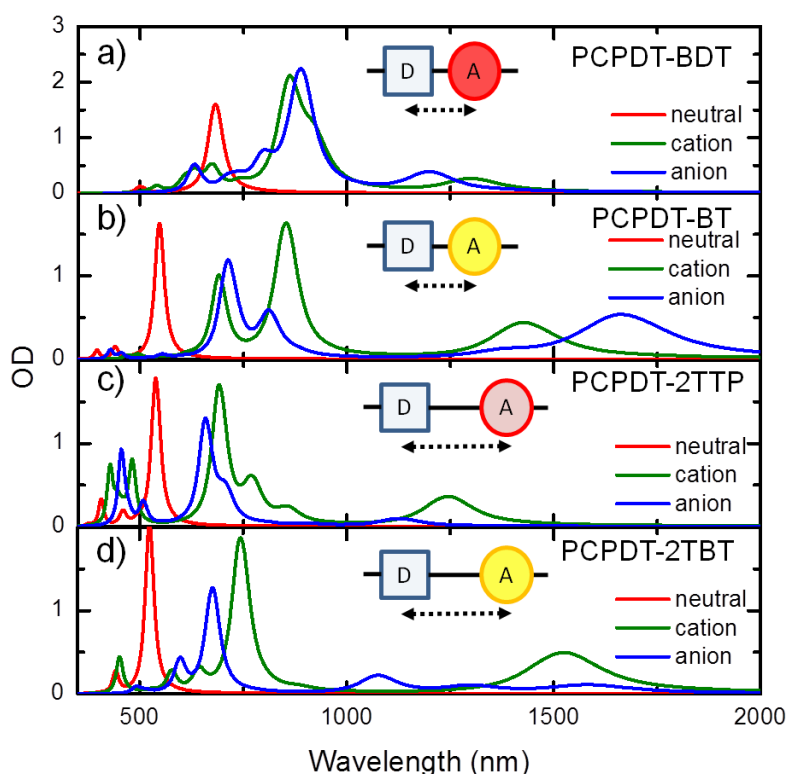 3
a)
D
A
PCPDT-BDT
2
neutral
1
cation
anion
0
b)
D
A
PCPDT-BT
neutral
1
cation
anion
0
c)
D
A
PCPDT-2TTP
neutral
1
cation
anion
0
d)
D
A
PCPDT-2TBT
neutral
1
cation
anion
0
OD
500 1000 1500 2000
Wavelength (nm)